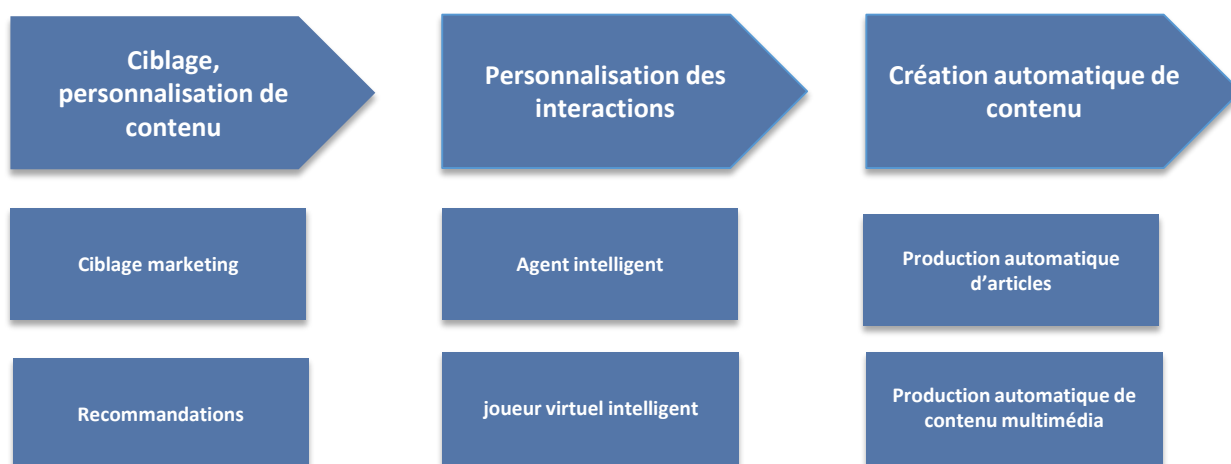 Ciblage,
personnalisation de
contenu
Personnalisation des
interactions
Création automatique de
contenu
Ciblage marketing
Agent intelligent
Production automatique
d’articles
Recommandations
joueur virtuel intelligent
Production automatique de
contenu multimédia